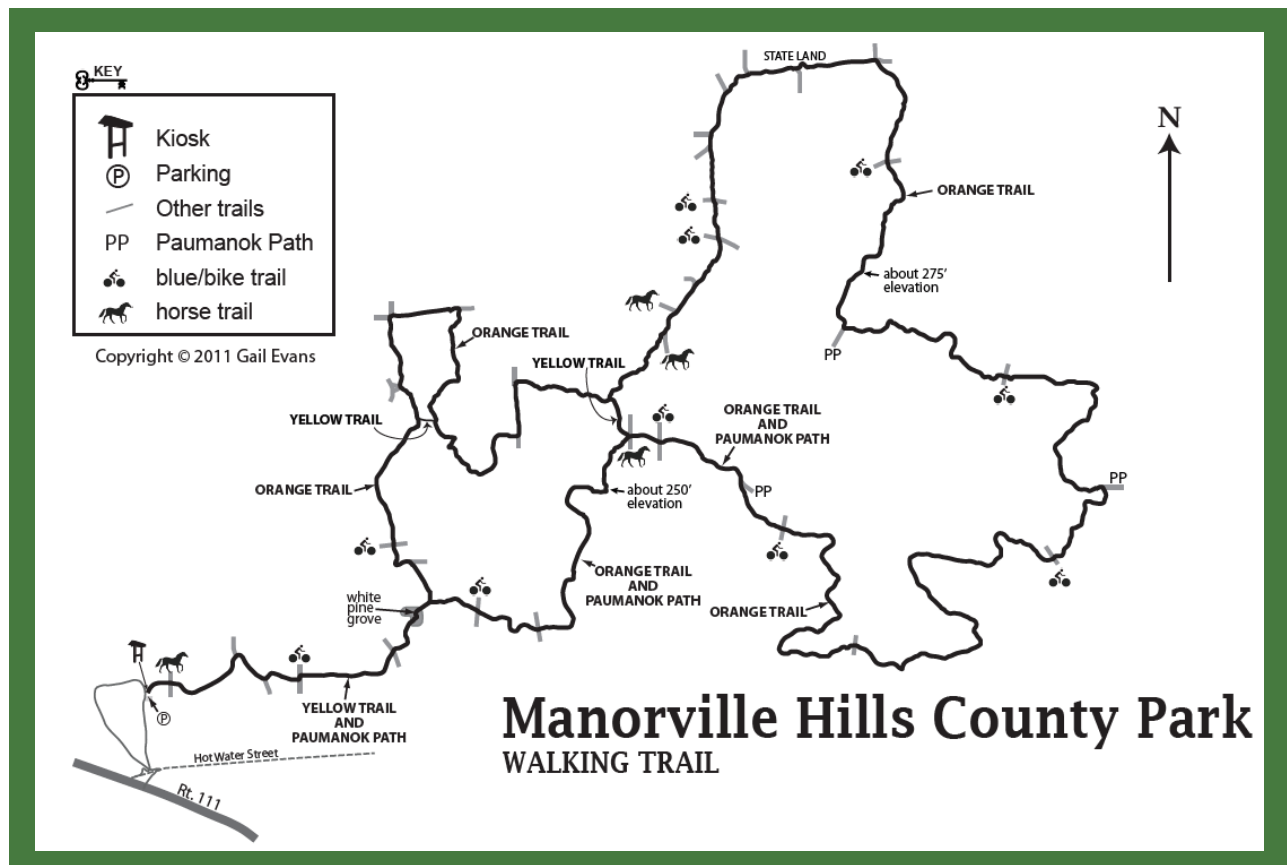 KEY
Kiosk
P
Parking
Other trails
PP
Paumanok Path
blue/bike trail
horse trail
Copyright © 2011 Gail Evans
STATE LAND
N
ORANGE TRAIL
about 275'
elevation
PP
ORANGE TRAIL
YELLOW TRAIL
YELLOW TRAIL
ORANGE TRAIL
AND
PAUMANOK PATH
ORANGE TRAIL
about 250'
elevation
PP
PP
ORANGE TRAIL
AND
PAUMANOK PATH
ORANGE TRAIL
white
pine
grove
P
YELLOW TRAIL
AND
PAUMANOK PATH
Hot Water Street
Rt. 111
Manorville Hills County Park
WALKING TRAIL